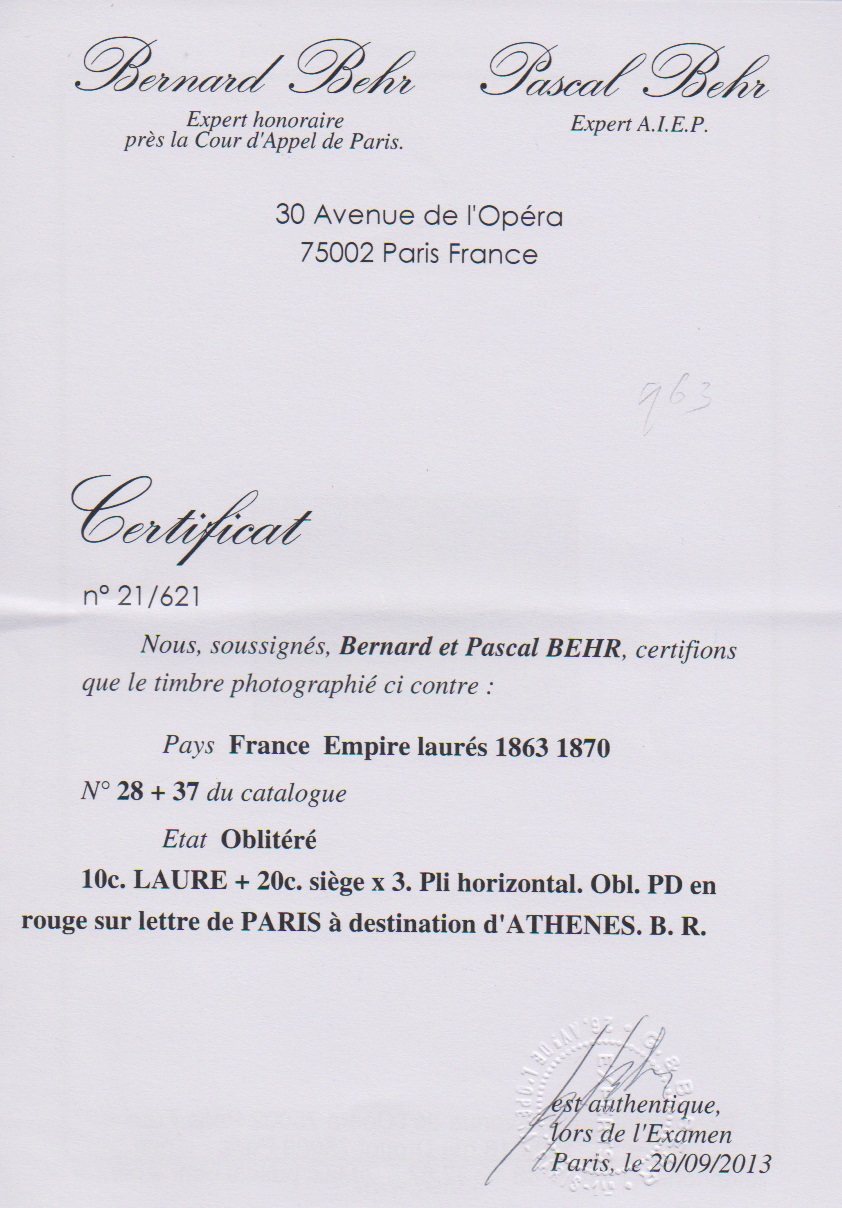 Bernard Behr
Expert honoraire
près la Cour d'Appel de Paris.
Pascal Behr
Expert A.I.E.P.
30 Avenue de l'Opéra
75002 Paris France
963
Certificat
n° 21/621
Nous, soussignés, Bernard et Pascal BEHR, certifions
que le timbre photographié ci contre :
Pays France Empire laurés 1863 1870
N° 28 + 37 du catalogue
Etat Oblitéré
10c. LAURE + 20c. siège x 3. Pli horizontal. Obl. PD en
rouge sur lettre de PARIS à destination d'ATHENES. B. R.
est authentique,
lors de l'Examen
Paris, le 20/09/2013